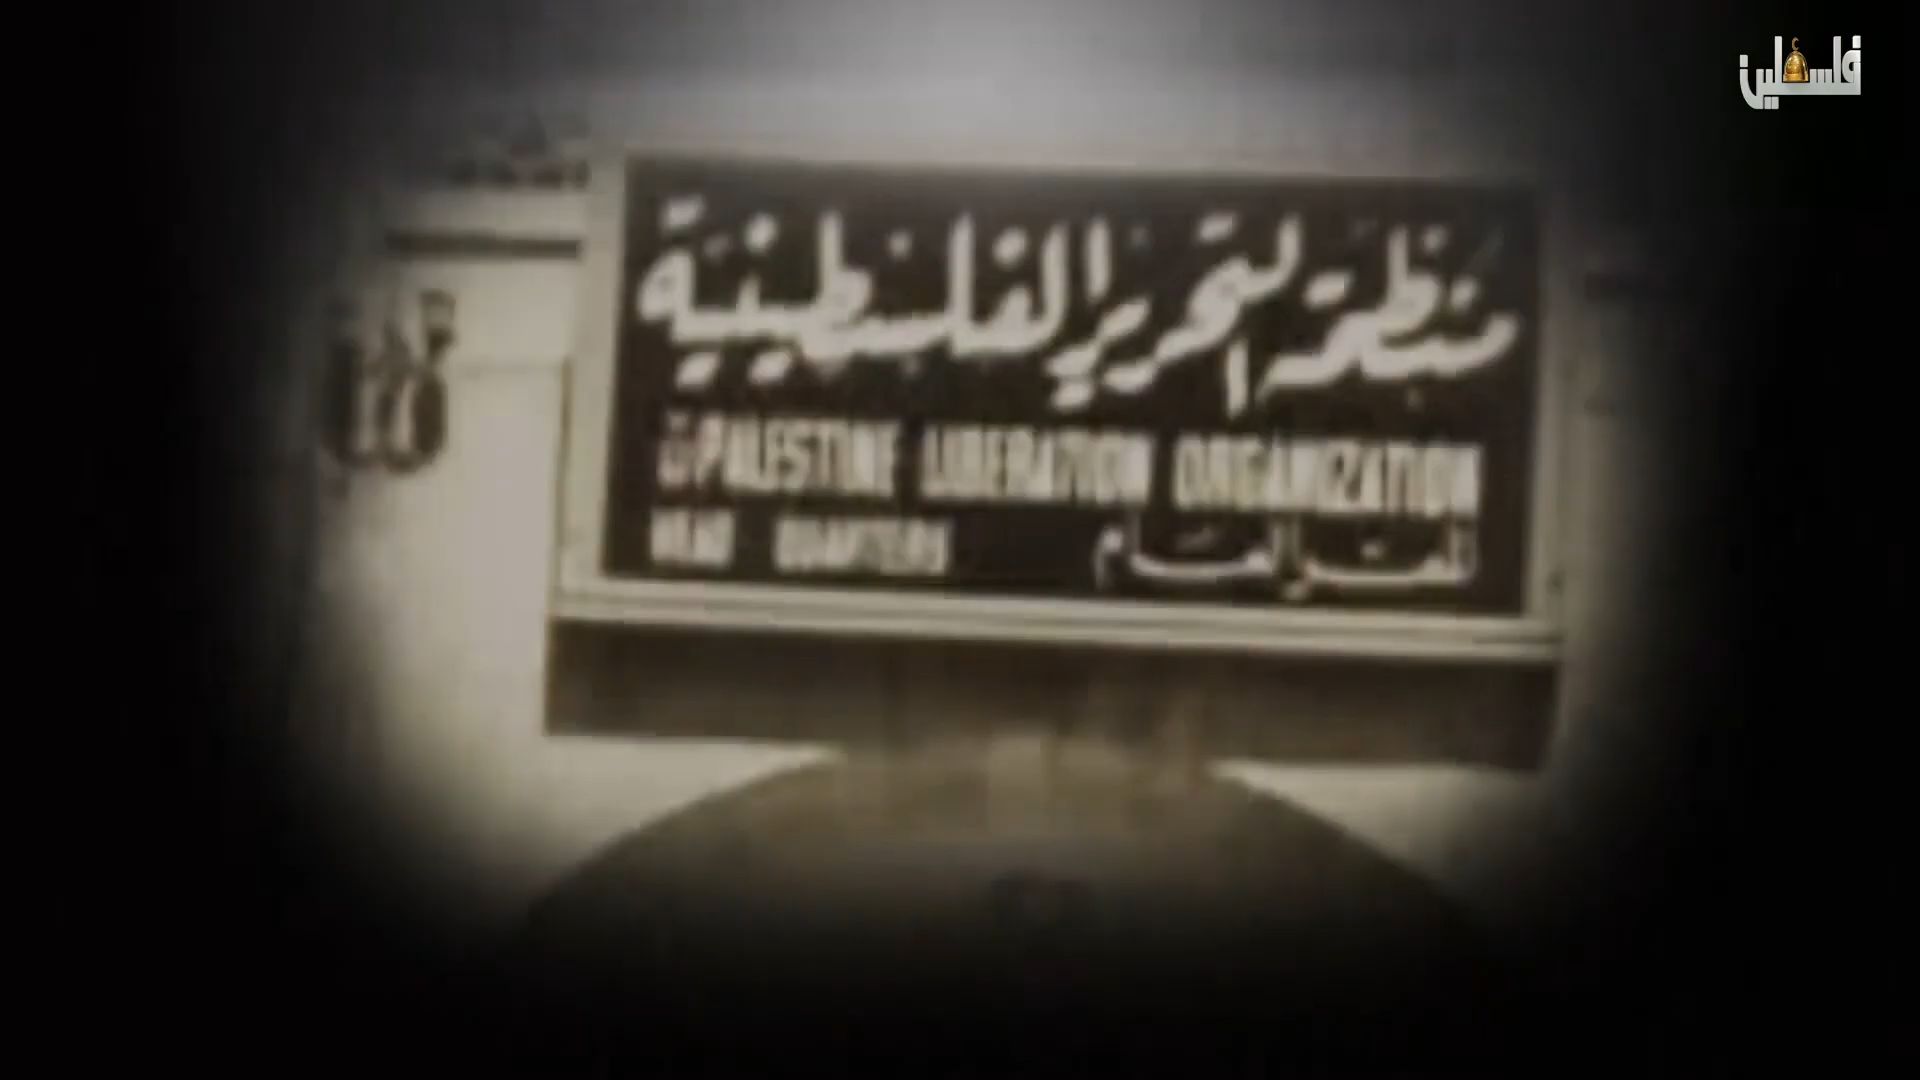 فلسطين
منظمة التحرير الفلسطينية
PALESTINE LIBERATION ORGANIZATION
HEAD QUARTERS المقر العام